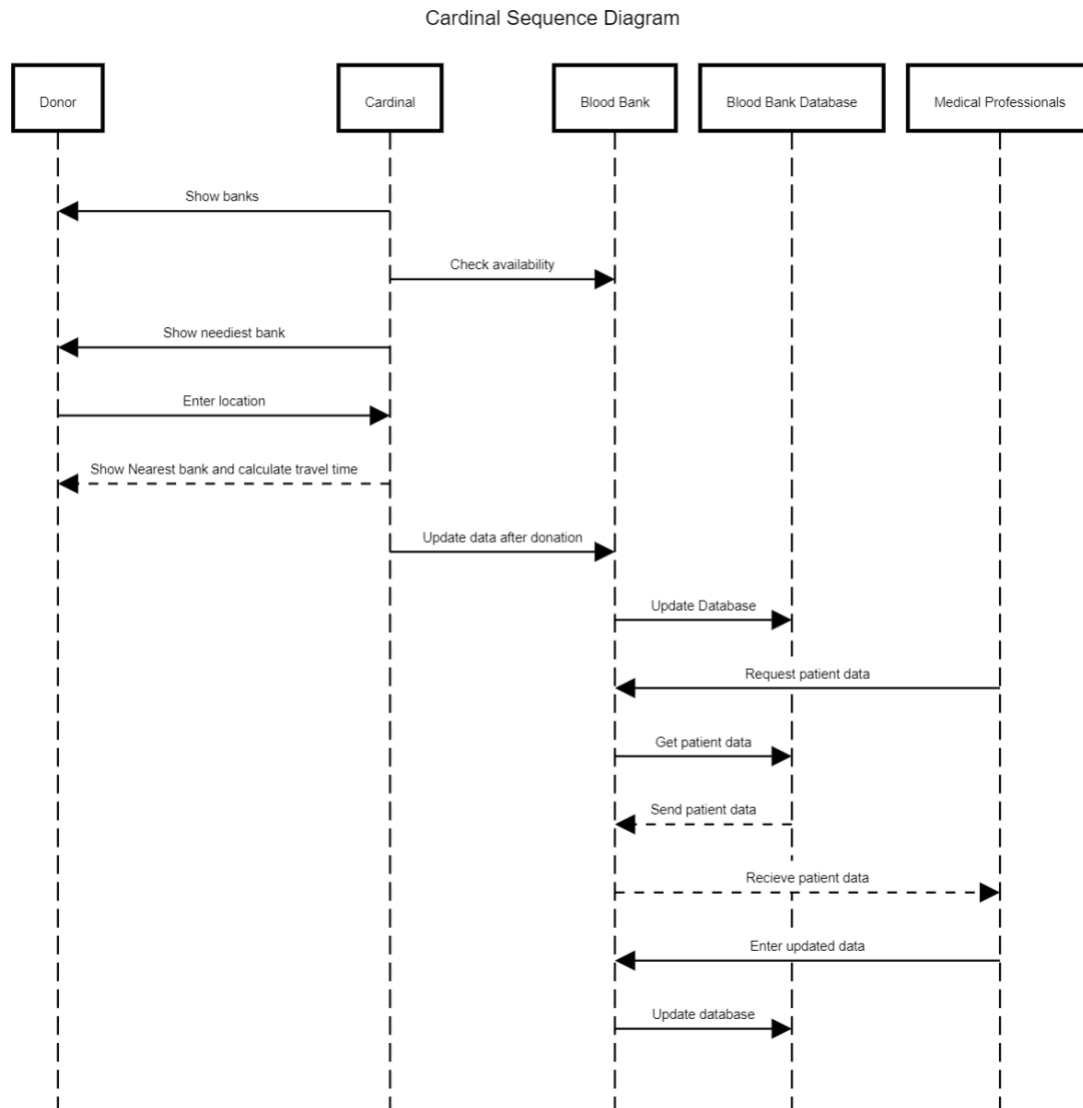 Cardinal Sequence Diagram
Donor
Cardinal
Blood Bank
Blood Bank Database
Medical Professionals
Show banks
Check availability
Show neediest bank
Enter location
Show Nearest bank and calculate travel time
Update data after donation
Update Database
Request patient data
Get patient data
Send patient data
Recieve patient data
Enter updated data
Update database